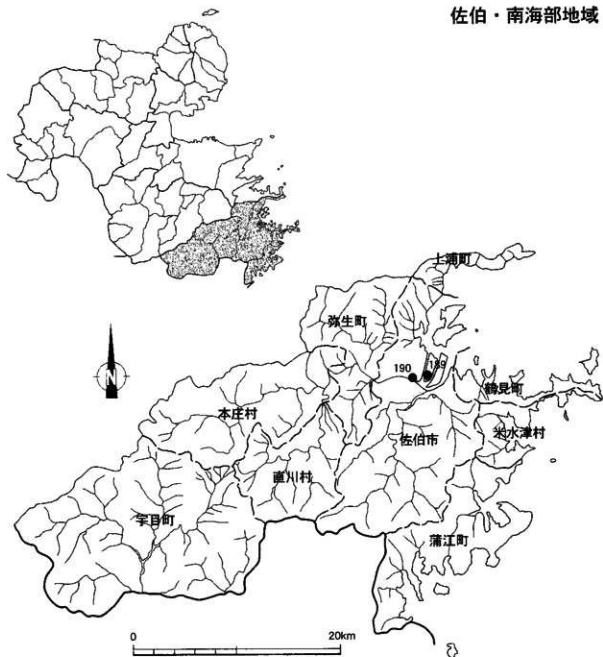 佐伯・南海部地域
上浦町
弥生町
190
189
鶴見町
本庄村
佐伯市
米水津村
直川村
宇目町
蒲江町
N
0
20km